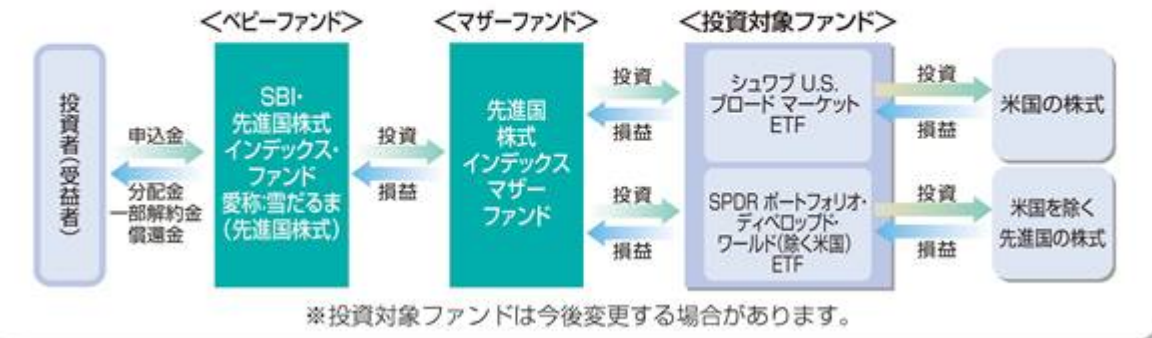 <ベビーファンド>
<マザーファンド>
<投資対象ファンド>
投資者(受益者)
申込金
分配金
一部解約金
償還金
SBI・
先進国株式
インデックス・
ファンド
愛称:雪だるま
(先進国株式)
投資
損益
先進国
株式
インデックス
マザー
ファンド
投資
損益
投資
損益
シュワブ U.S.
ブロード マーケット
ETF
SPDR ポートフォリオ・
ディベロップド・
ワールド(除く米国)
ETF
投資
損益
投資
損益
米国の株式
米国を除く
先進国の株式
※投資対象ファンドは今後変更する場合があります。